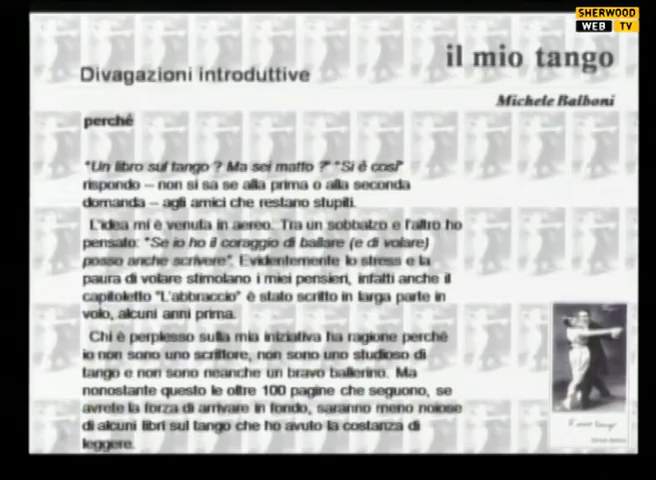 SHERWOOD
WEB TV
il mio tango
Divagazioni introduttive
Michele Balboni
perché
"Un libro sul tango ? Ma sei matto ?" "Si è così"
rispondo – non si sa se alla prima o alla seconda
domanda – agli amici che restano stupiti.
L'idea mi è venuta in aereo. Tra un sobbalzo e l'altro ho
pensato: "Se io ho il coraggio di ballare (e di volare)
posso anche scrivere". Evidentemente lo stress e la
paura di volare stimolano i miei pensieri, infatti anche il
capitoletto "L'abbraccio" è stato scritto in larga parte in
volo, alcuni anni prima.
Chi è perplesso sulla mia iniziativa ha ragione perché
io non sono uno scrittore, non sono uno studioso di
tango e non sono neanche un bravo ballerino. Ma
nonostante questo le oltre 100 pagine che seguono, se
avrete la forza di arrivare in fondo, saranno meno noiose
di alcuni libri sul tango che ho avuto la costanza di
leggere.
il mio tango